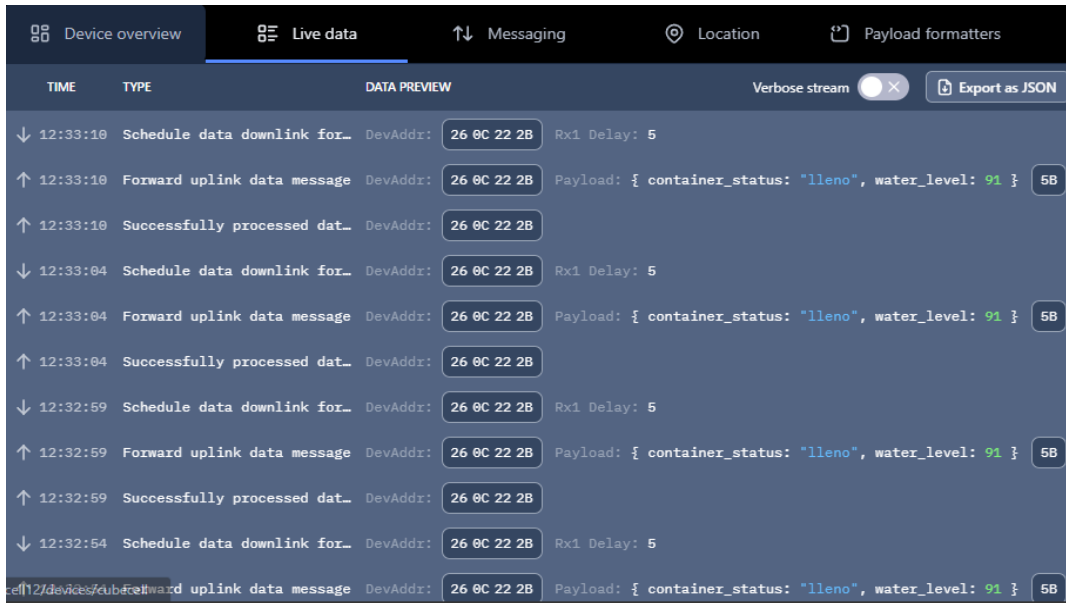 Device overview Live data Messaging Location Payload formatters
TIME TYPE DATA PREVIEW Verbose stream Export as JSON
↓ 12:33:10 Schedule data downlink for… DevAddr: 26 0C 22 2B Rx1 Delay: 5
↑ 12:33:10 Forward uplink data message DevAddr: 26 0C 22 2B Payload: { container_status: "lleno", water_level: 91 } 5B
↑ 12:33:10 Successfully processed dat… DevAddr: 26 0C 22 2B
↓ 12:33:04 Schedule data downlink for… DevAddr: 26 0C 22 2B Rx1 Delay: 5
↑ 12:33:04 Forward uplink data message DevAddr: 26 0C 22 2B Payload: { container_status: "lleno", water_level: 91 } 5B
↑ 12:33:04 Successfully processed dat… DevAddr: 26 0C 22 2B
↓ 12:32:59 Schedule data downlink for… DevAddr: 26 0C 22 2B Rx1 Delay: 5
↑ 12:32:59 Forward uplink data message DevAddr: 26 0C 22 2B Payload: { container_status: "lleno", water_level: 91 } 5B
↑ 12:32:59 Successfully processed dat… DevAddr: 26 0C 22 2B
↓ 12:32:54 Schedule data downlink for… DevAddr: 26 0C 22 2B Rx1 Delay: 5
uplink data message DevAddr: 26 0C 22 2B Payload: { container_status: "lleno", water_level: 91 } 5B